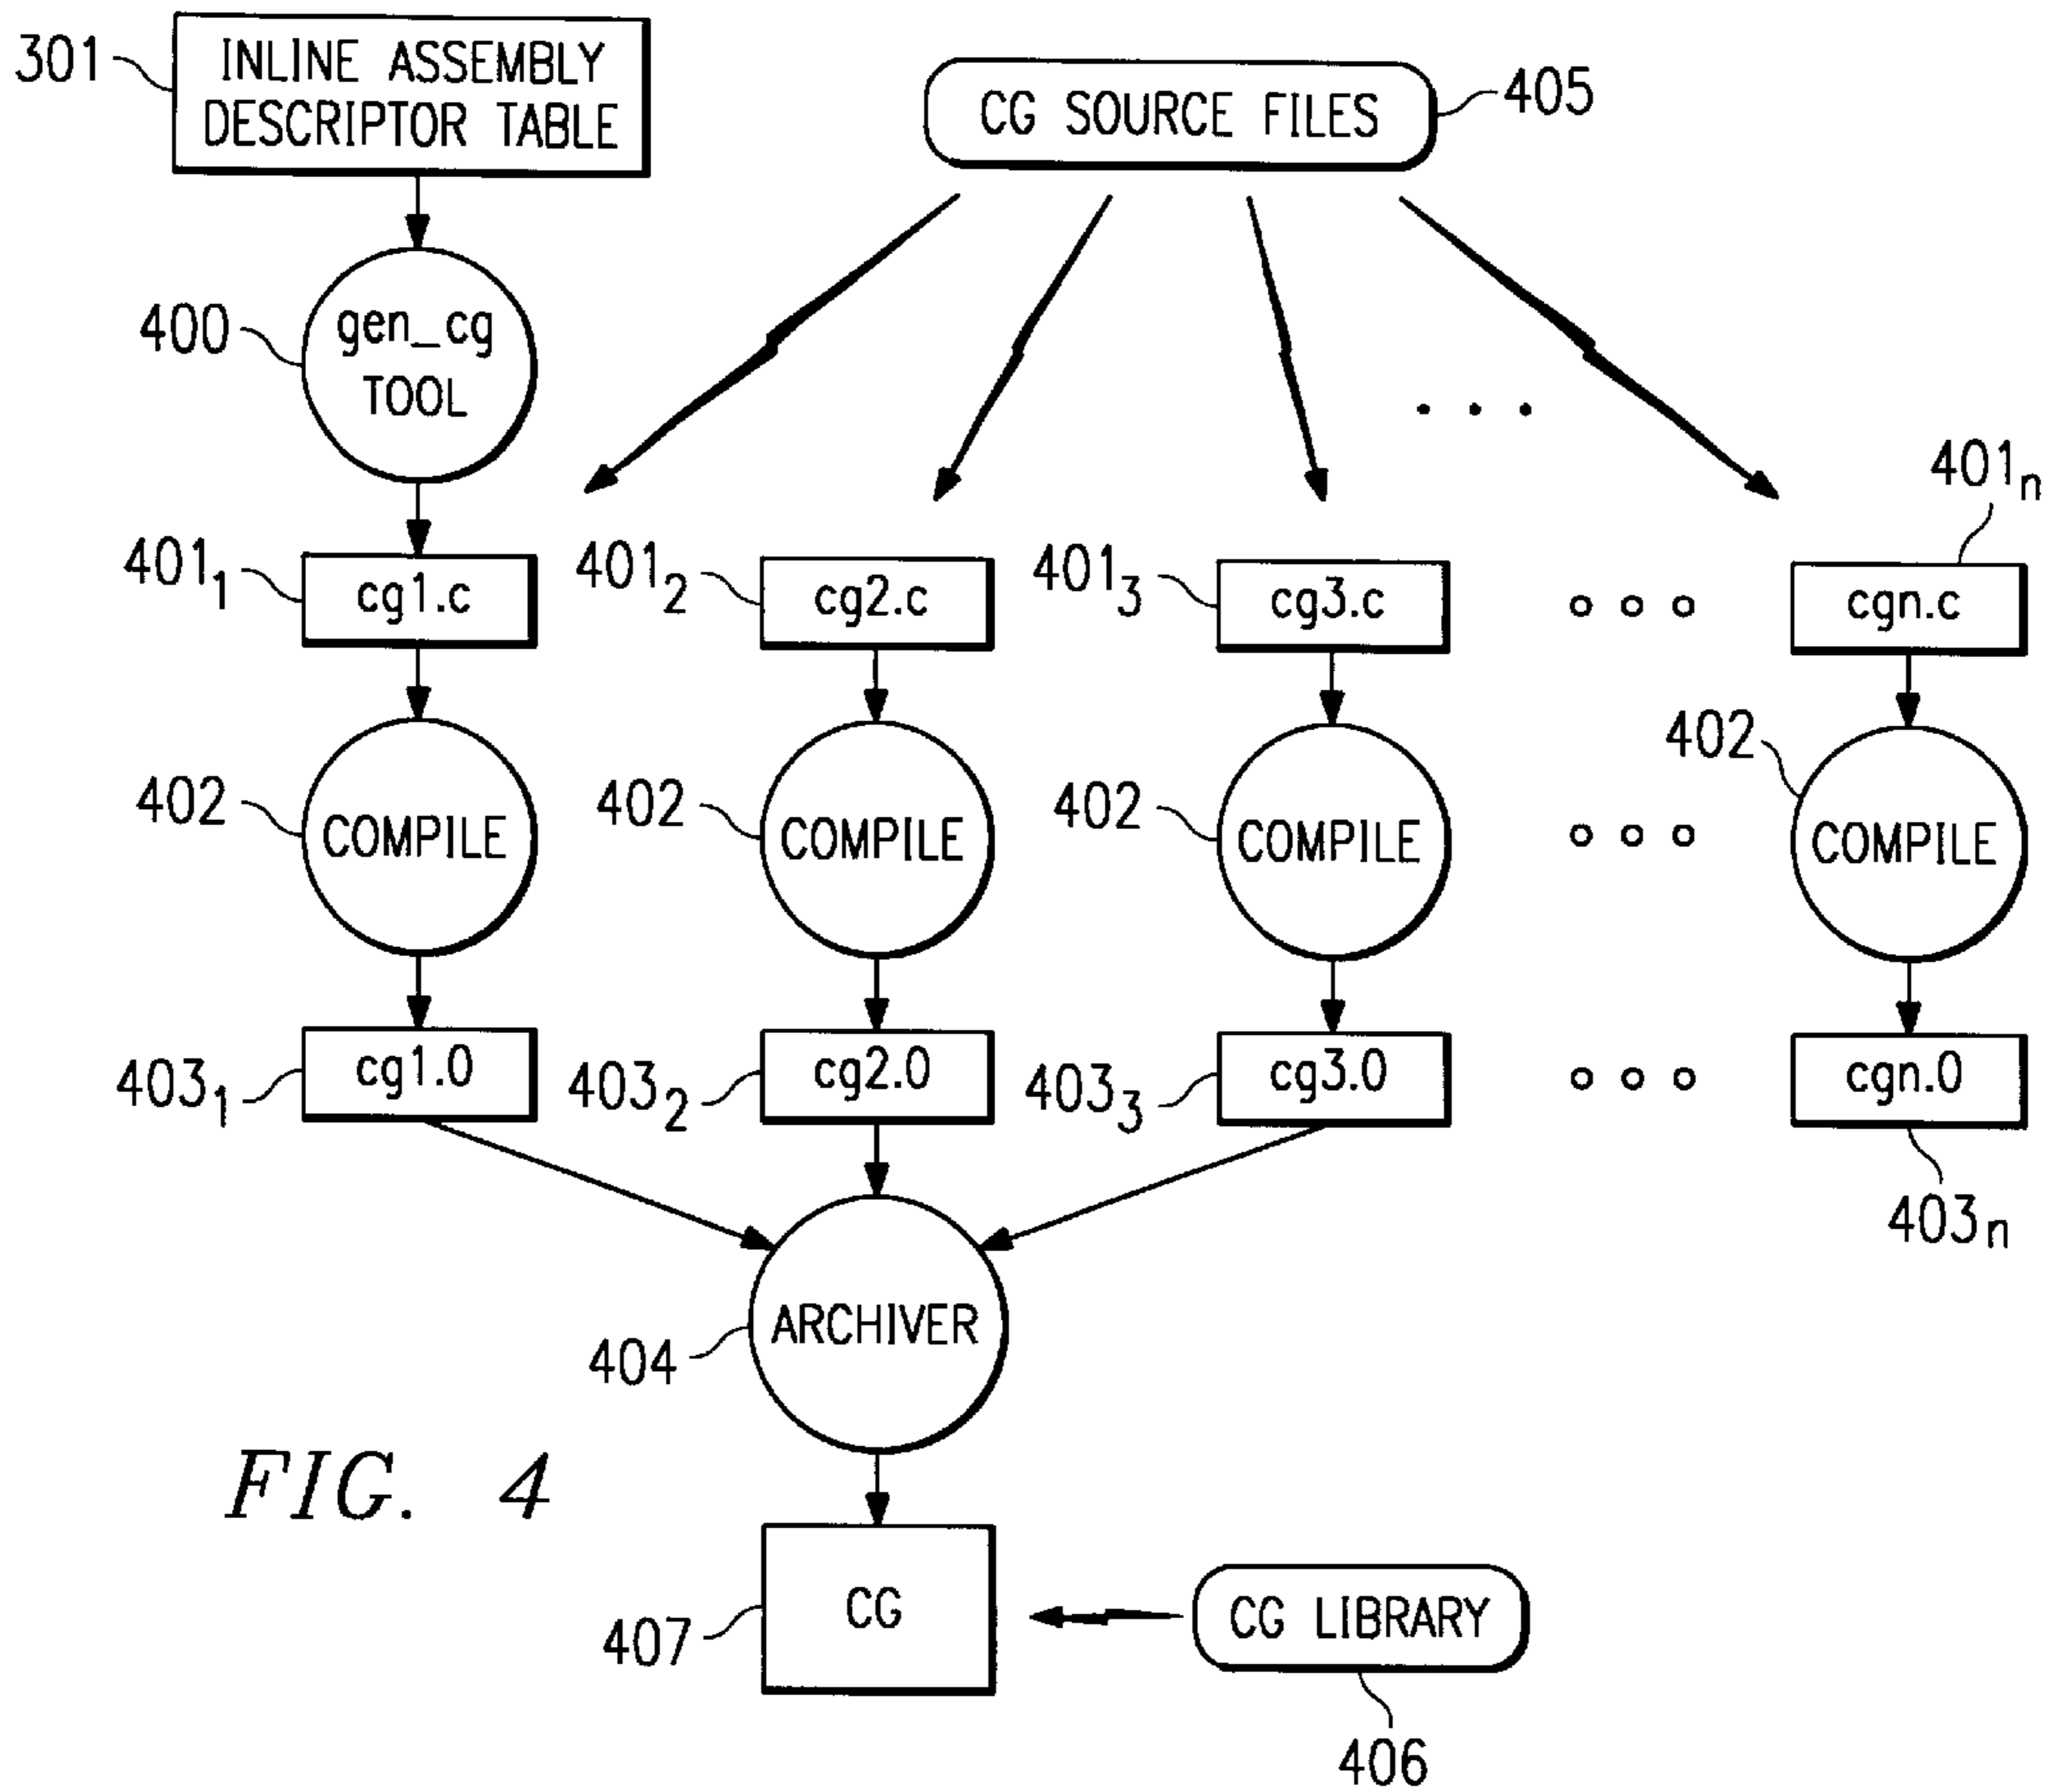 301
INLINE ASSEMBLY
DESCRIPTOR TABLE
CG SOURCE FILES
405
400
gen_cg
TOOL
401₁
cg1.c
401₂
cg2.c
401₃
cg3.c
401ₙ
cgn.c
402
COMPILE
402
COMPILE
402
COMPILE
402
COMPILE
403₁
cg1.0
403₂
cg2.0
403₃
cg3.0
cgn.0
403ₙ
404
ARCHIVER
FIG. 4
407
CG
CG LIBRARY
406